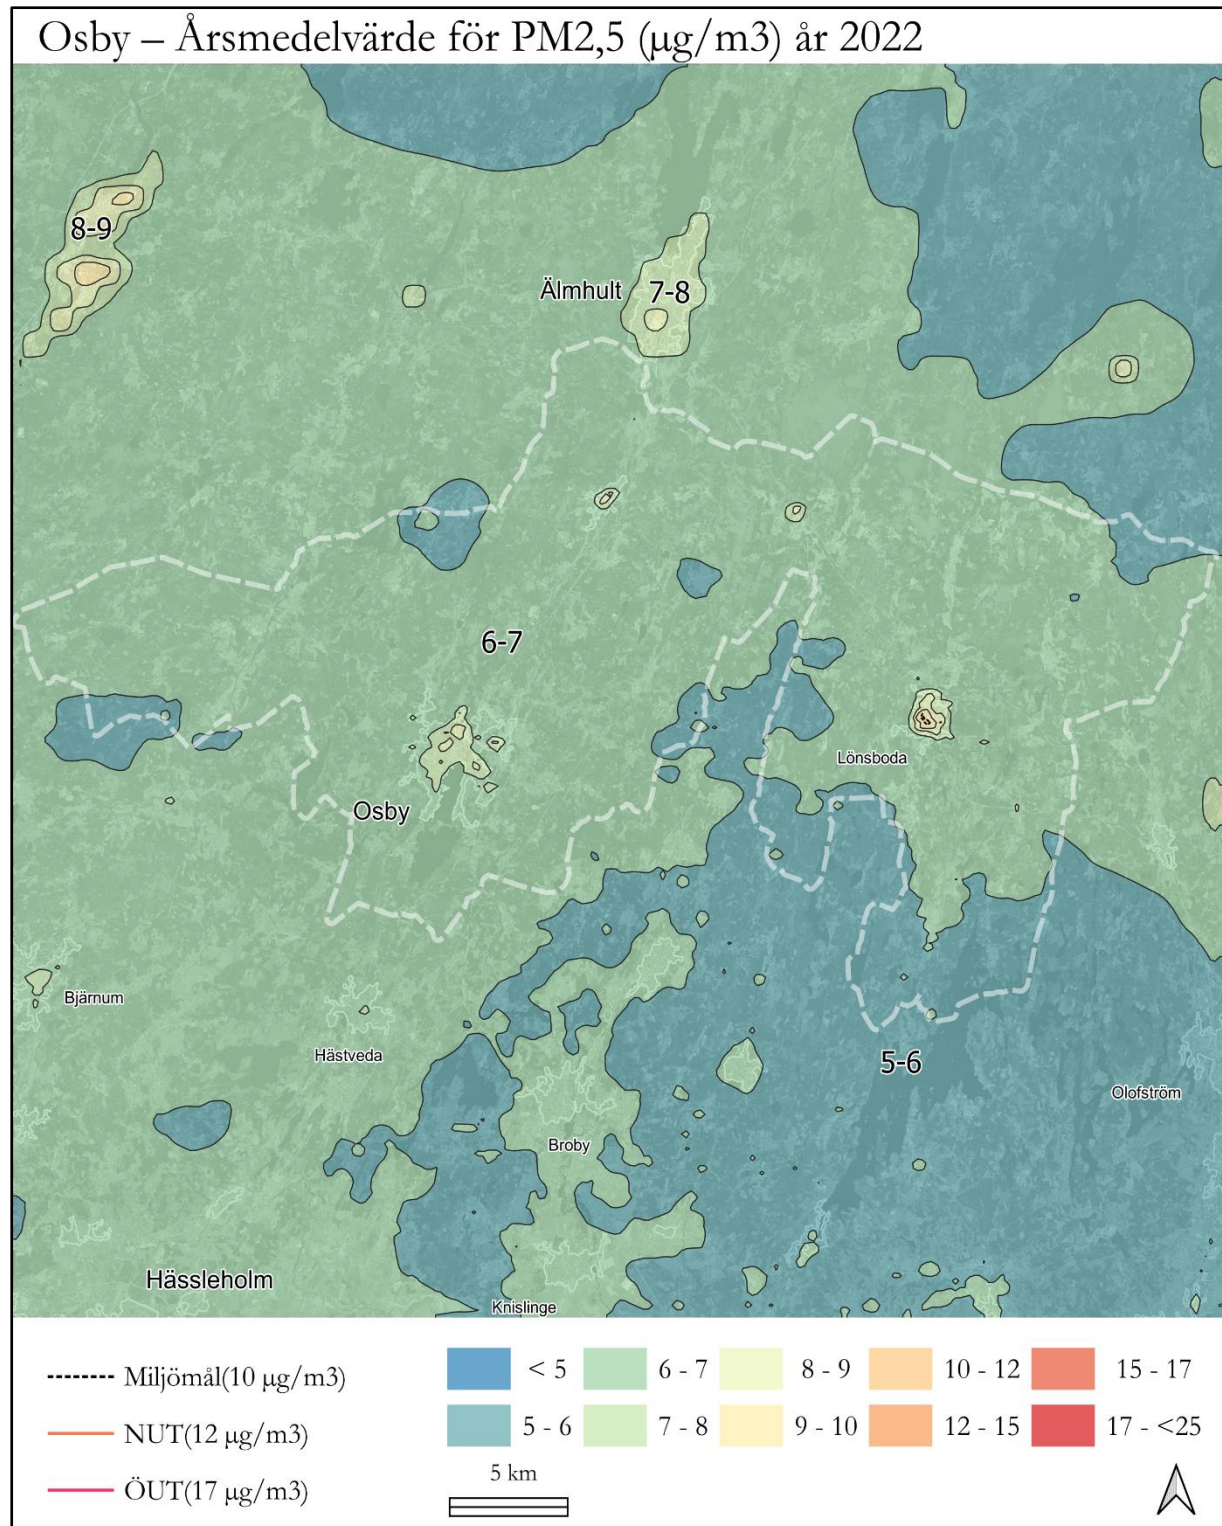 Osby – Årsmedelvärde för PM2,5 (µg/m3) år 2022
8-9
Älmhult
7-8
6-7
Lönsboda
Osby
Bjärnum
Hästveda
5-6
Olofström
Broby
Hässleholm
Knislinge
Miljömål(10 µg/m3)
NUT(12 µg/m3)
ÖUT(17 µg/m3)
< 5
6 - 7
8 - 9
10 - 12
15 - 17
5 - 6
7 - 8
9 - 10
12 - 15
17 - <25
5 km